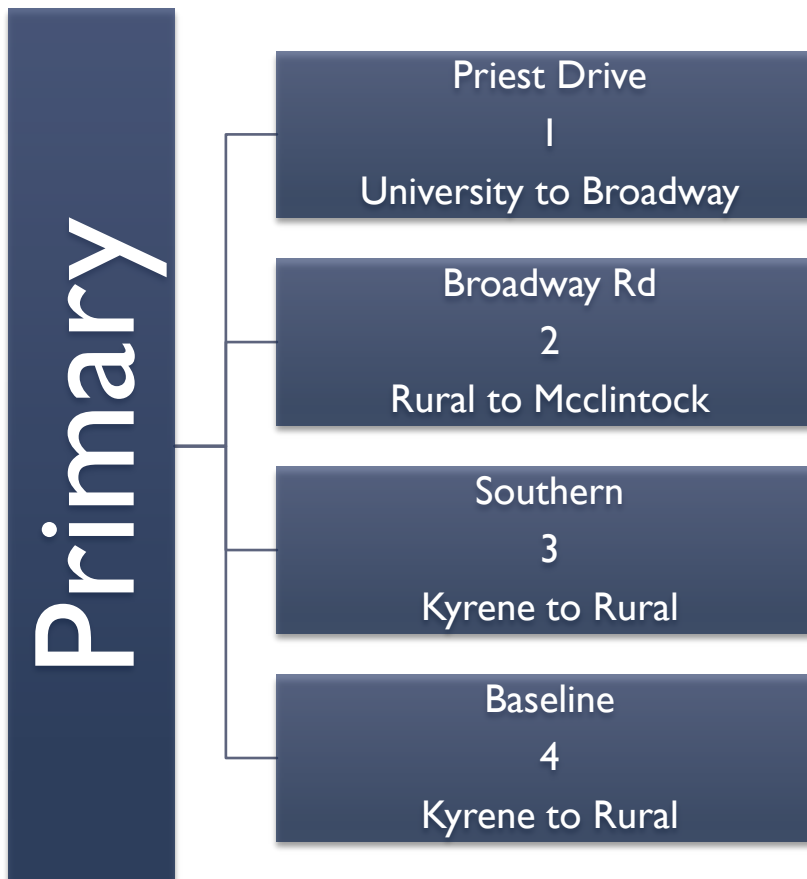 Primary
Priest Drive
1
University to Broadway
Broadway Rd
2
Rural to Mcclintock
Southern
3
Kyrene to Rural
Baseline
4
Kyrene to Rural